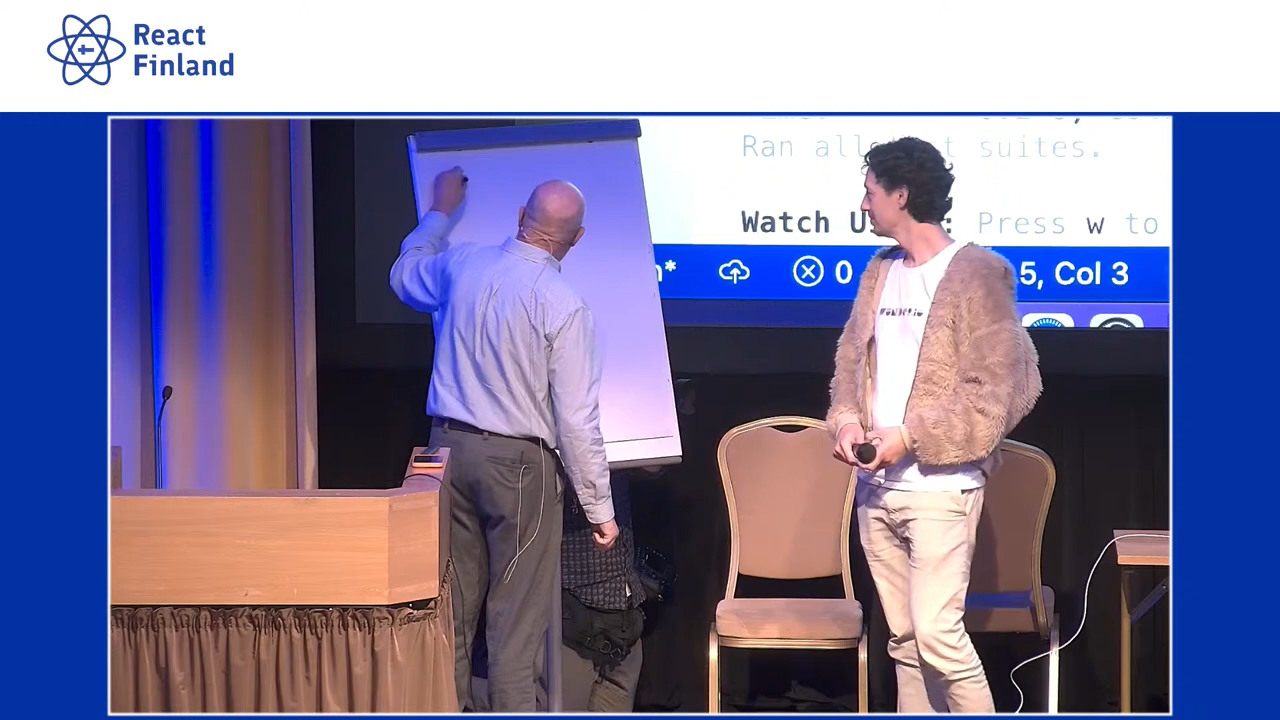 React
Finland
Ran all t suites.
Watch U : Press w to
* 0 5, Col 3